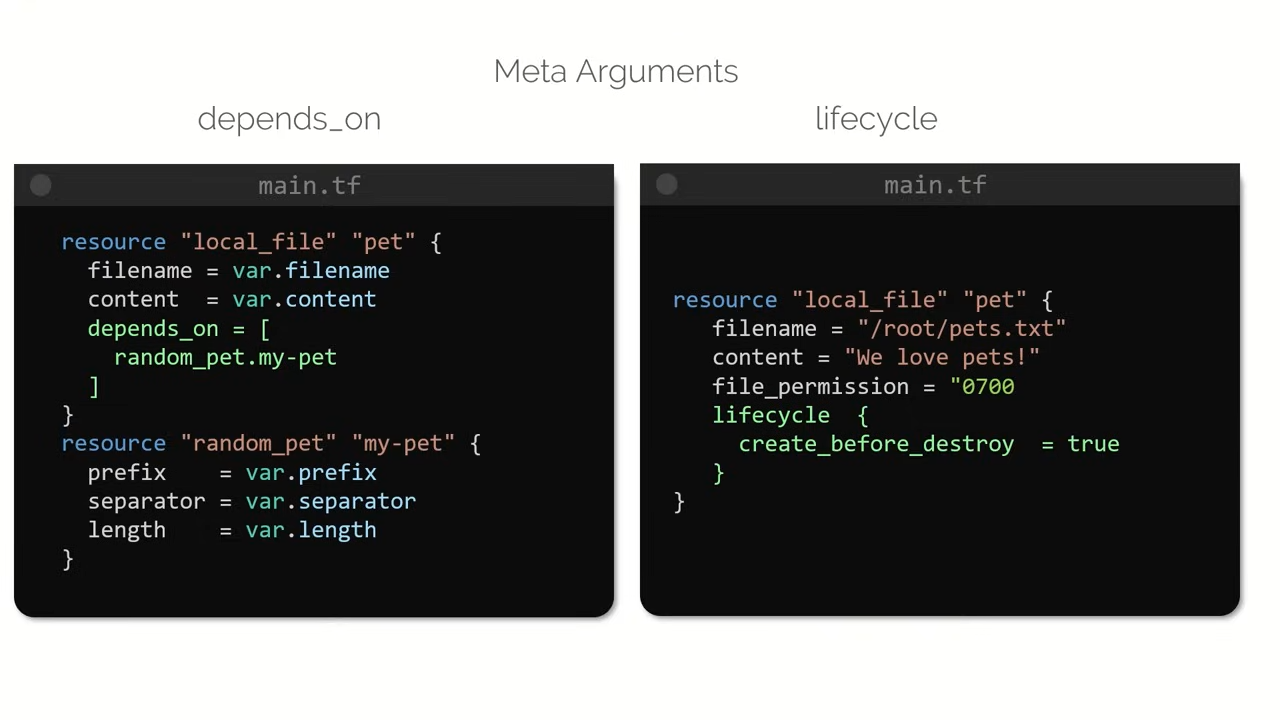 Meta Arguments
depends_on
main.tf
resource "local_file" "pet" {
  filename = var.filename
  content  = var.content
  depends_on = [
    random_pet.my-pet
  ]
}
resource "random_pet" "my-pet" {
  prefix    = var.prefix
  separator = var.separator
  length    = var.length
}
lifecycle
main.tf
resource "local_file" "pet" {
   filename = "/root/pets.txt"
   content = "We love pets!"
   file_permission = "0700
   lifecycle  {
     create_before_destroy  = true
   }
}